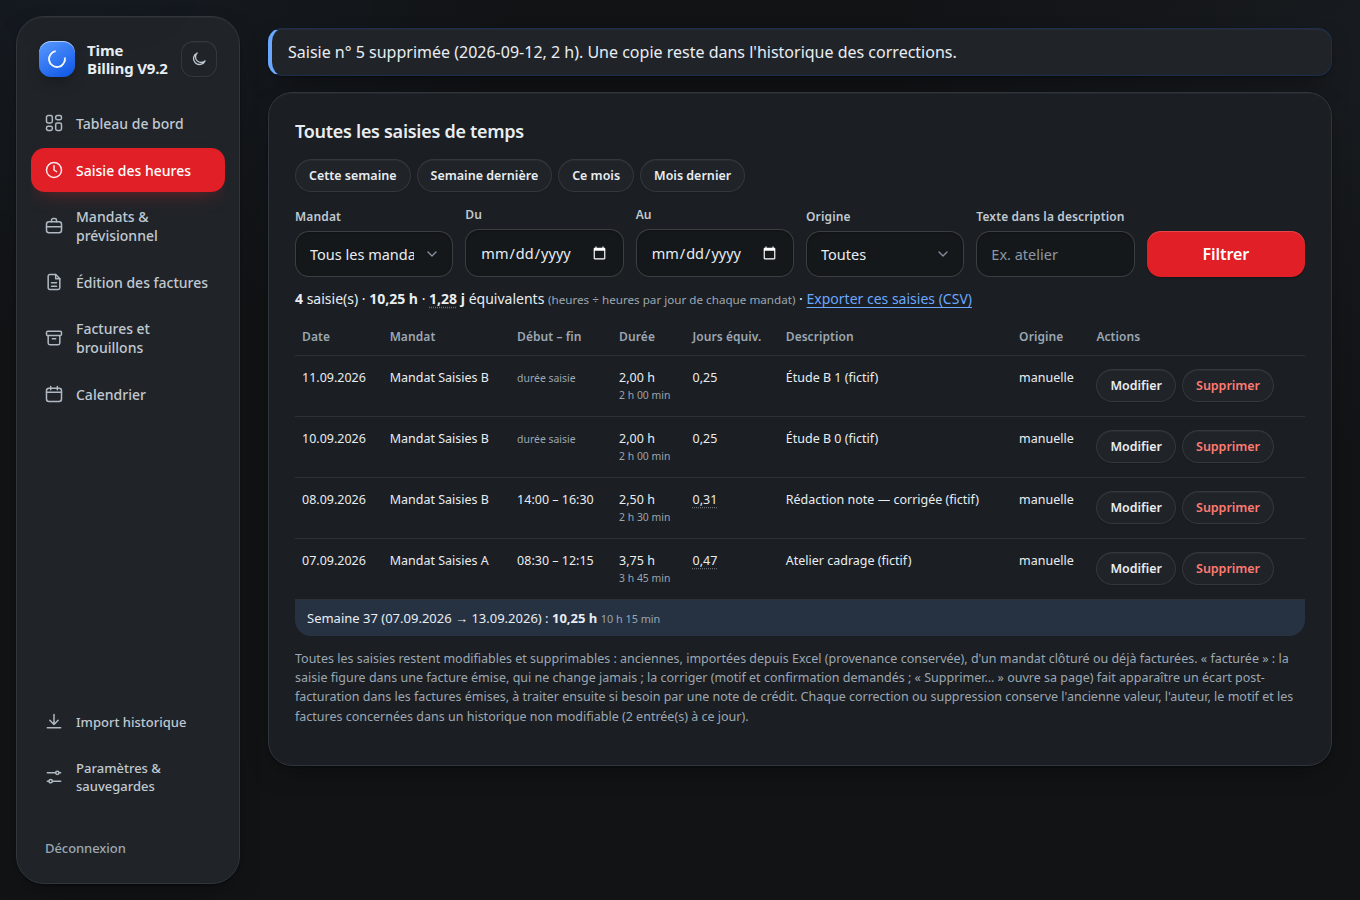 Time
Billing V9.2
Tableau de bord
Saisie des heures
Mandats &
prévisionnel
Édition des factures
Factures et
brouillons
Calendrier
Import historique
Paramètres &
sauvegardes
Déconnexion
Saisie n° 5 supprimée (2026-09-12, 2 h). Une copie reste dans l'historique des corrections.
Toutes les saisies de temps
Cette semaine Semaine dernière Ce mois Mois dernier
Mandat Du Au Origine Texte dans la description
Tous les manda mm/dd/yyyy mm/dd/yyyy Toutes Ex. atelier Filtrer
4 saisie(s) · 10,25 h · 1,28 j équivalents (heures ÷ heures par jour de chaque mandat) · Exporter ces saisies (CSV)
Date Mandat Début – fin Durée Jours équiv. Description Origine Actions
11.09.2026 Mandat Saisies B durée saisie 2,00 h 0,25 Étude B 1 (fictif) manuelle Modifier Supprimer
2 h 00 min
10.09.2026 Mandat Saisies B durée saisie 2,00 h 0,25 Étude B 0 (fictif) manuelle Modifier Supprimer
2 h 00 min
08.09.2026 Mandat Saisies B 14:00 – 16:30 2,50 h 0,31 Rédaction note — corrigée (fictif) manuelle Modifier Supprimer
2 h 30 min
07.09.2026 Mandat Saisies A 08:30 – 12:15 3,75 h 0,47 Atelier cadrage (fictif) manuelle Modifier Supprimer
3 h 45 min
Semaine 37 (07.09.2026 → 13.09.2026) : 10,25 h 10 h 15 min
Toutes les saisies restent modifiables et supprimables : anciennes, importées depuis Excel (provenance conservée), d'un mandat clôturé ou déjà facturées. « facturée » : la
saisie figure dans une facture émise, qui ne change jamais ; la corriger (motif et confirmation demandés ; « Supprimer... » ouvre sa page) fait apparaître un écart post-
facturation dans les factures émises, à traiter ensuite si besoin par une note de crédit. Chaque correction ou suppression conserve l'ancienne valeur, l'auteur, le motif et les
factures concernées dans un historique non modifiable (2 entrée(s) à ce jour).